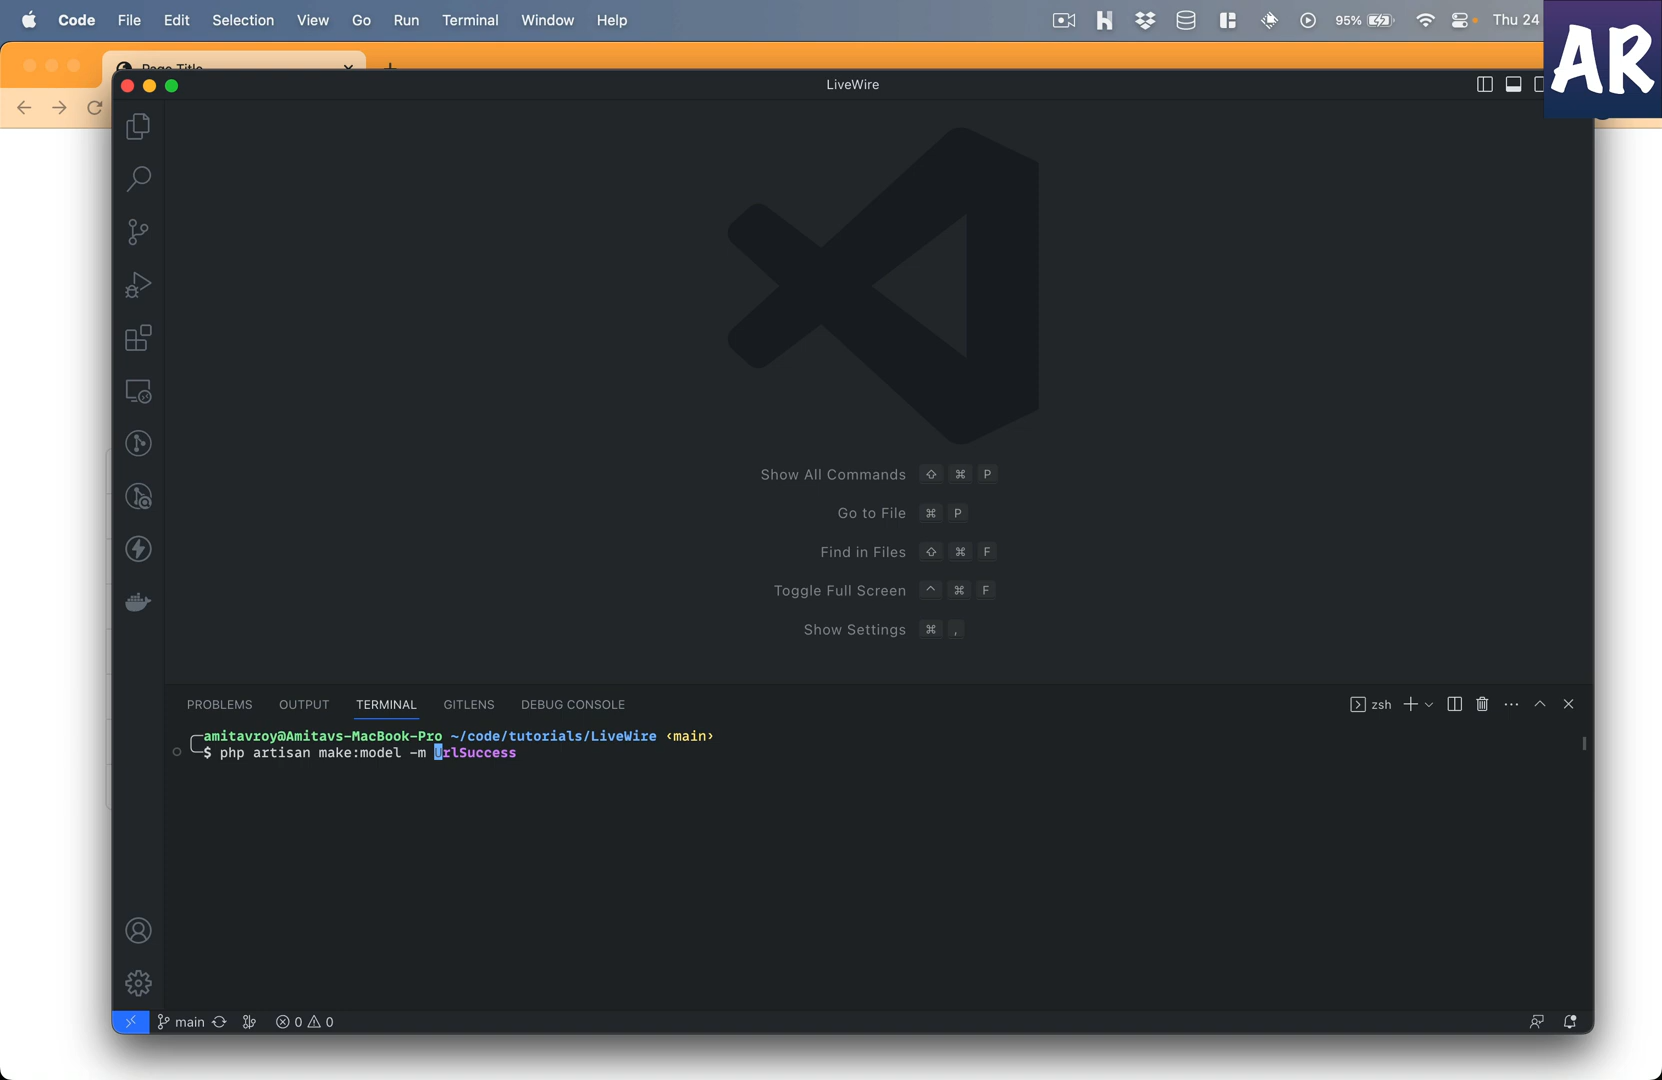 Code File Edit Selection View Go Run Terminal Window Help 95% Thu 24
AR
Page Title
LiveWire
Show All Commands ⇧ ⌘ P
Go to File ⌘ P
Find in Files ⇧ ⌘ F
Toggle Full Screen ^ ⌘ F
Show Settings ⌘ ,
PROBLEMS OUTPUT TERMINAL GITLENS DEBUG CONSOLE zsh
amitavroy@Amitavs-MacBook-Pro ~/code/tutorials/LiveWire ‹main›
$ php artisan make:model -m UrlSuccess
main 0 0